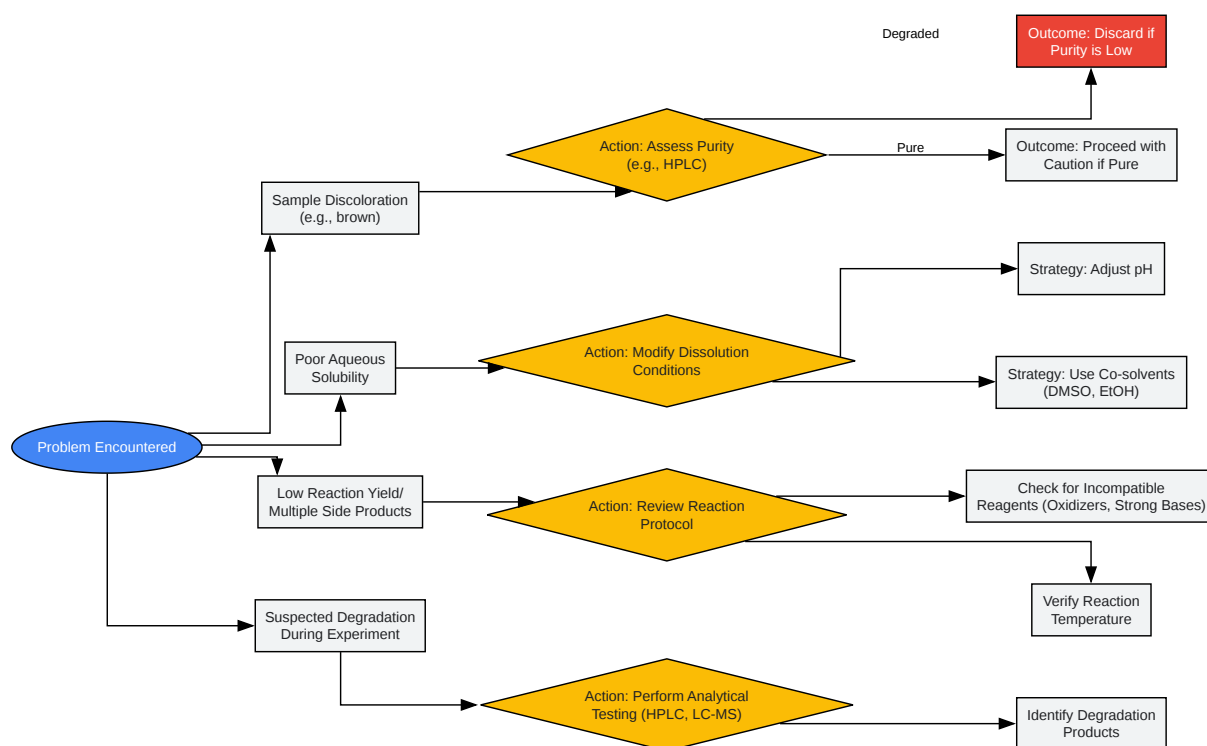 Degraded
Outcome: Discard if
Purity is Low
Action: Assess Purity
(e.g., HPLC)
Pure
Outcome: Proceed with
Caution if Pure
Sample Discoloration
(e.g., brown)
Strategy: Adjust pH
Poor Aqueous
Solubility
Action: Modify Dissolution
Conditions
Strategy: Use Co-solvents
(DMSO, EtOH)
Problem Encountered
Low Reaction Yield/
Multiple Side Products
Action: Review Reaction
Protocol
Check for Incompatible
Reagents (Oxidizers, Strong Bases)
Verify Reaction
Temperature
Suspected Degradation
During Experiment
Action: Perform Analytical
Testing (HPLC, LC-MS)
Identify Degradation
Products